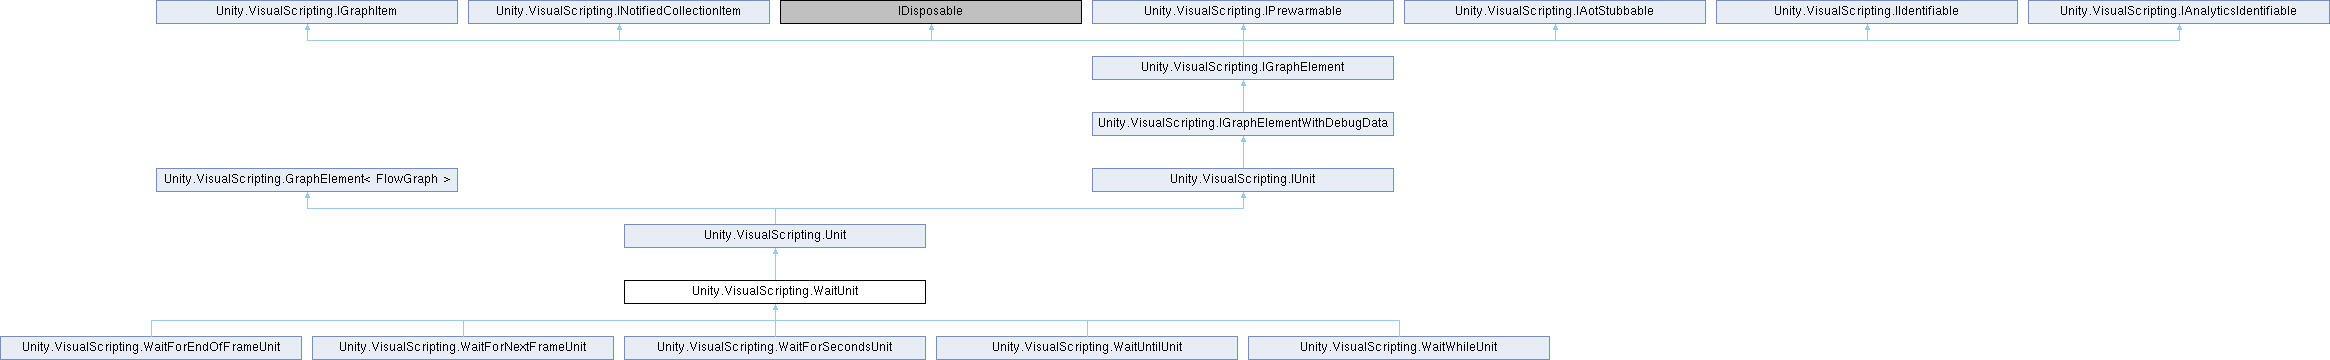 Unity.VisualScripting.IGraphItem
Unity.VisualScripting.INotifiedCollectionItem
IDisposable
Unity.VisualScripting.IPrewarmable
Unity.VisualScripting.IAotStubbable
Unity.VisualScripting.IIdentifiable
Unity.VisualScripting.IAnalyticsIdentifiable
Unity.VisualScripting.IGraphElement
Unity.VisualScripting.IGraphElementWithDebugData
Unity.VisualScripting.GraphElement< FlowGraph >
Unity.VisualScripting.IUnit
Unity.VisualScripting.Unit
Unity.VisualScripting.WaitUnit
Unity.VisualScripting.WaitForEndOfFrameUnit
Unity.VisualScripting.WaitForNextFrameUnit
Unity.VisualScripting.WaitForSecondsUnit
Unity.VisualScripting.WaitUntilUnit
Unity.VisualScripting.WaitWhileUnit